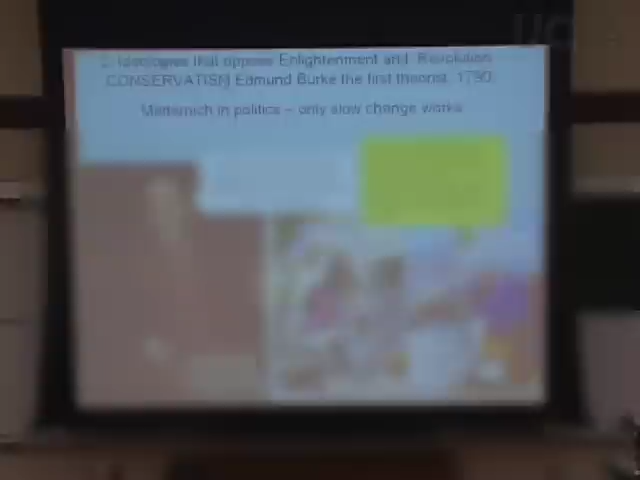 2. Ideologies that oppose Enlightenment and Revolution
CONSERVATISM Edmund Burke the first theorist, 1790
Metternich in politics – only slow change works